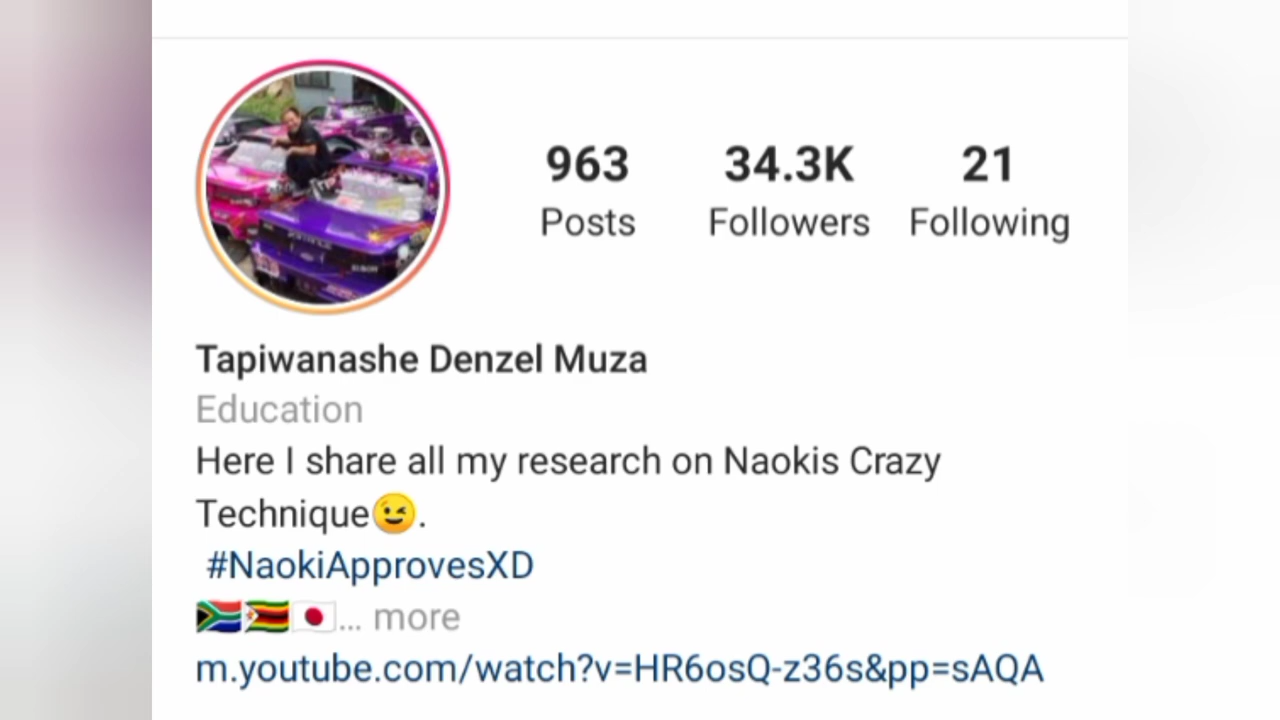 963 34.3K 21
Posts Followers Following
Tapiwanashe Denzel Muza
Education
Here I share all my research on Naokis Crazy
Technique😉.
#NaokiApprovesXD
🇿🇦🇿🇼🇯🇵... more
m.youtube.com/watch?v=HR6osQ-z36s&pp=sAQA